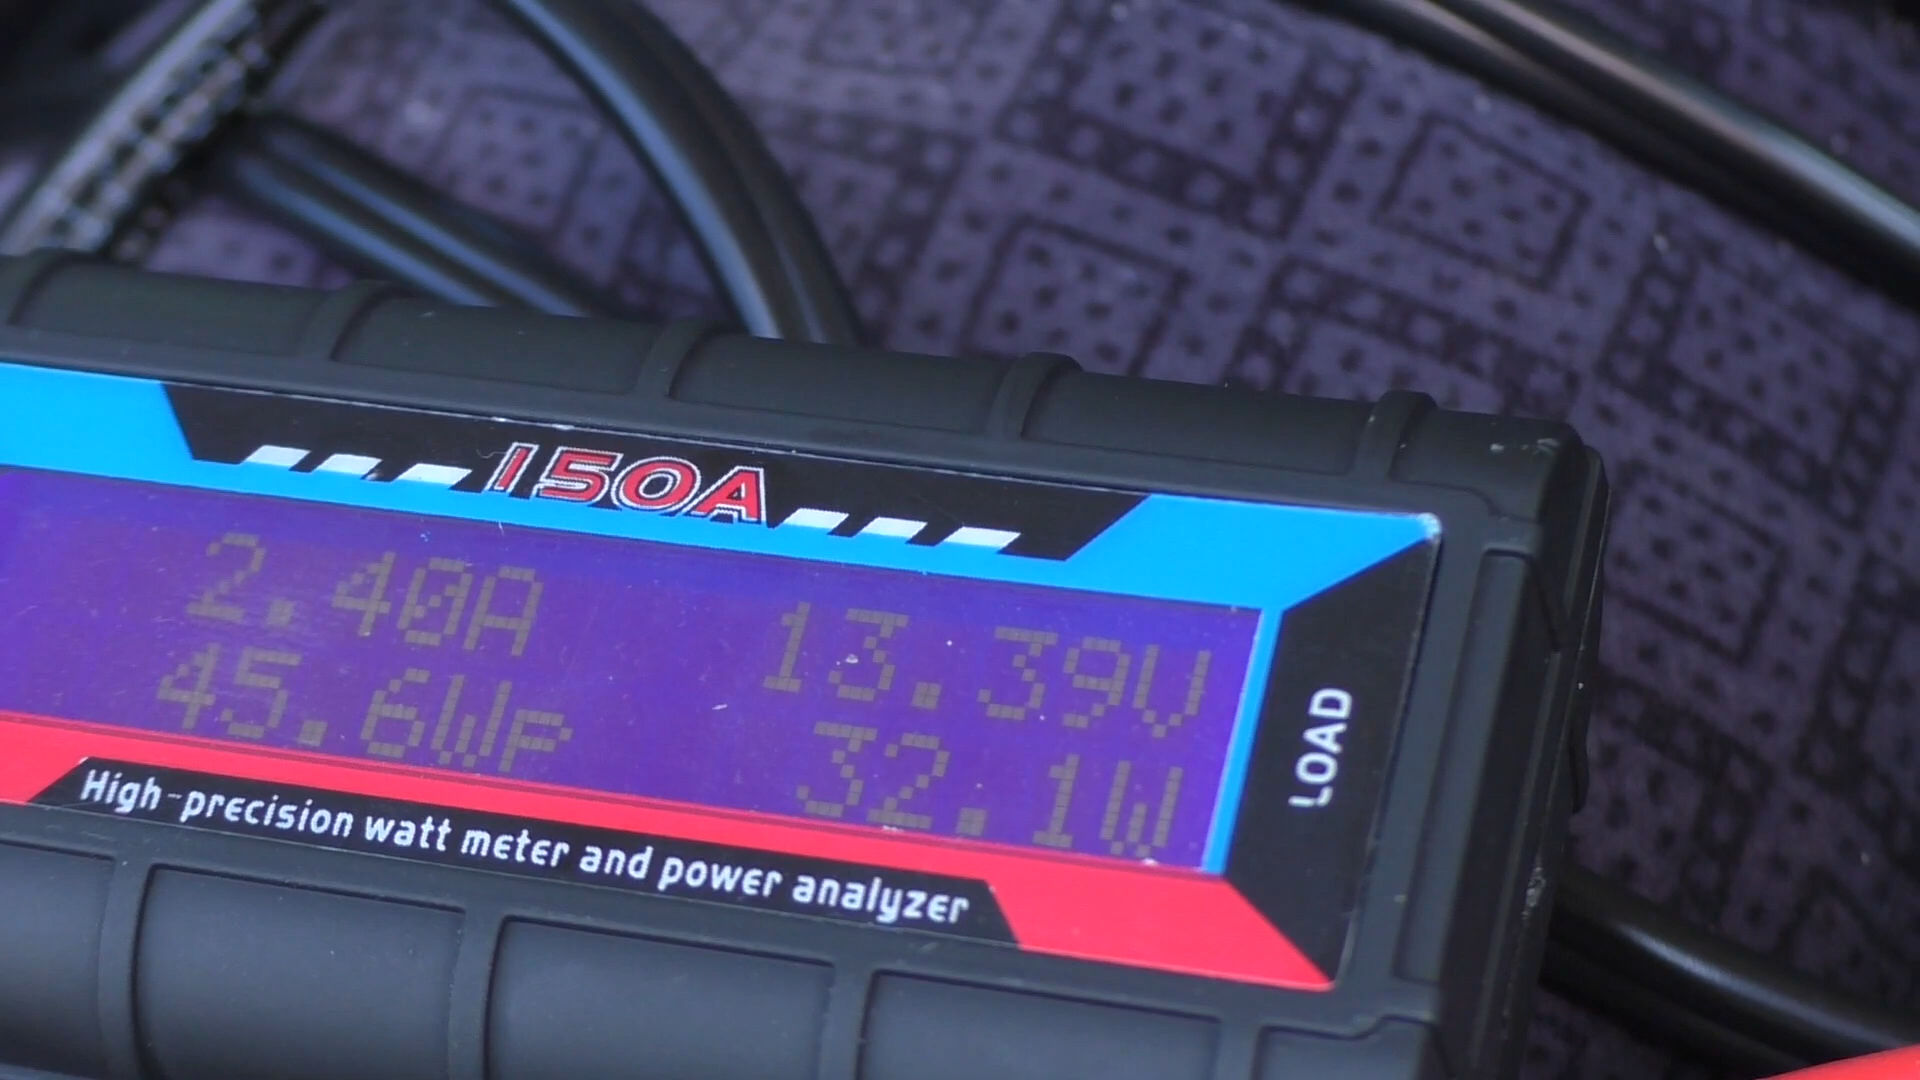 150A
2.40A 13.39V
45.6Wp 32.1W
LOAD
High-precision watt meter and power analyzer